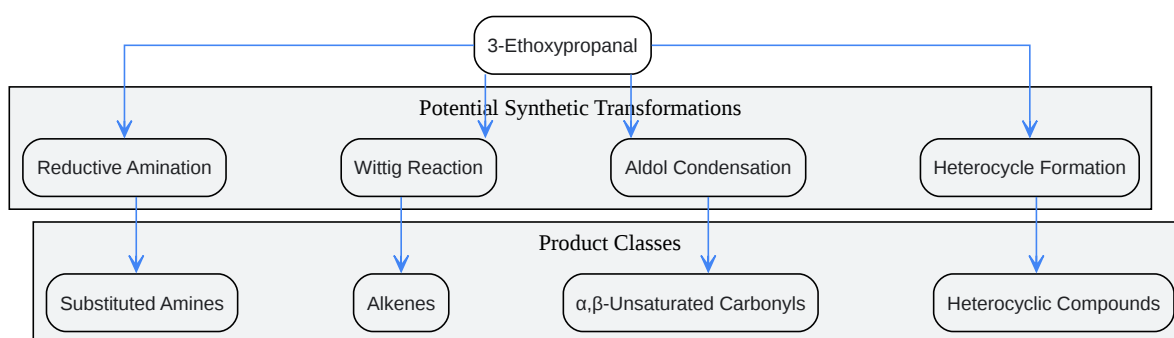 3-Ethoxypropanal
Potential Synthetic Transformations
Reductive Amination
Wittig Reaction
Aldol Condensation
Heterocycle Formation
Product Classes
Substituted Amines
Alkenes
α,β-Unsaturated Carbonyls
Heterocyclic Compounds